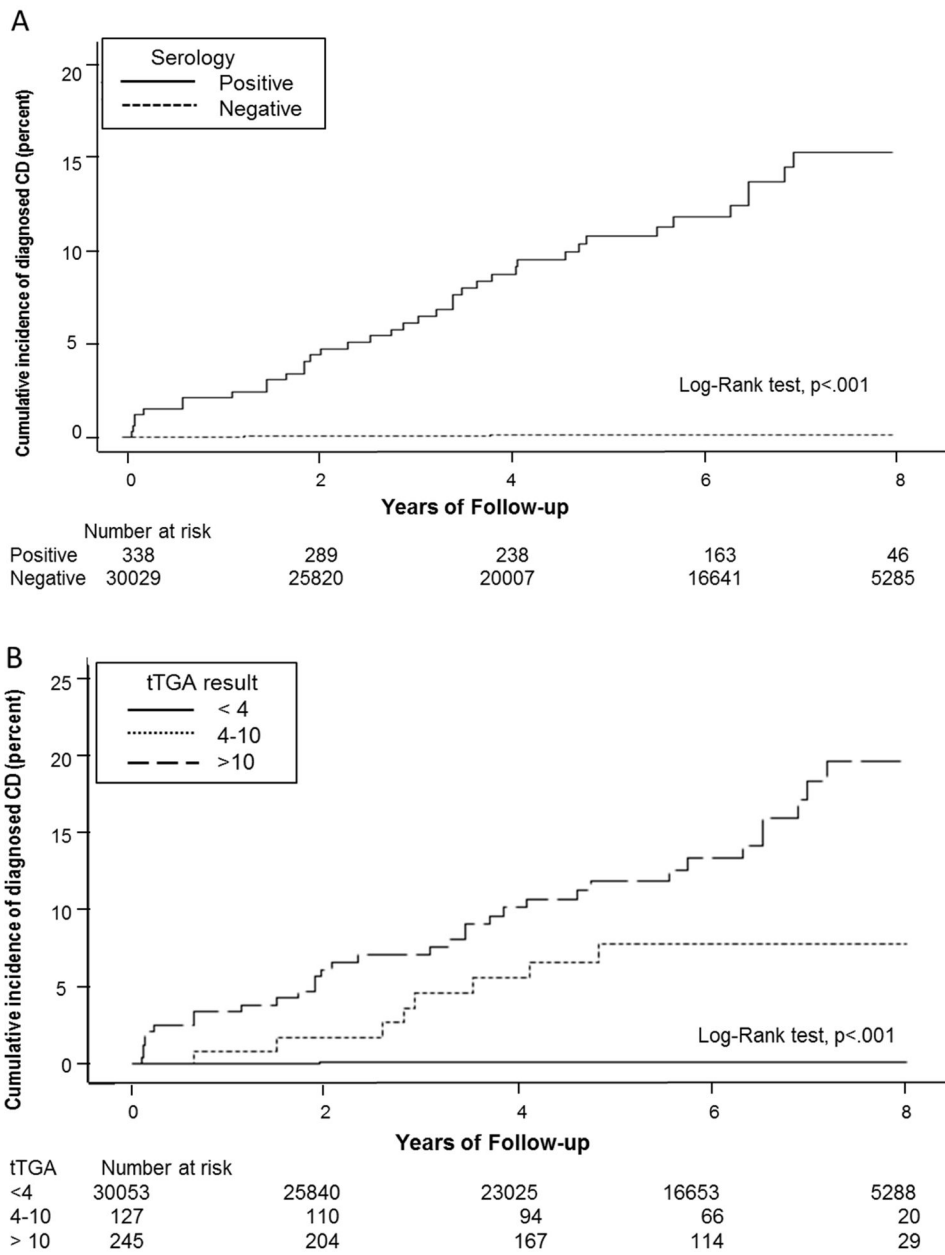 A
Serology
Positive
Negative
Cumulative incidence of diagnosed CD (percent)
20
15
10
5
0
Log-Rank test, p<.001
0 2 4 6 8
Years of Follow-up
Number at risk
Positive 338 289 238 163 46
Negative 30029 25820 20007 16641 5285
B
tTGA result
< 4
4-10
>10
Cumulative incidence of diagnosed CD (percent)
25
20
15
10
5
0
Log-Rank test, p<.001
0 2 4 6 8
Years of Follow-up
tTGA Number at risk
<4 30053 25840 23025 16653 5288
4-10 127 110 94 66 20
> 10 245 204 167 114 29